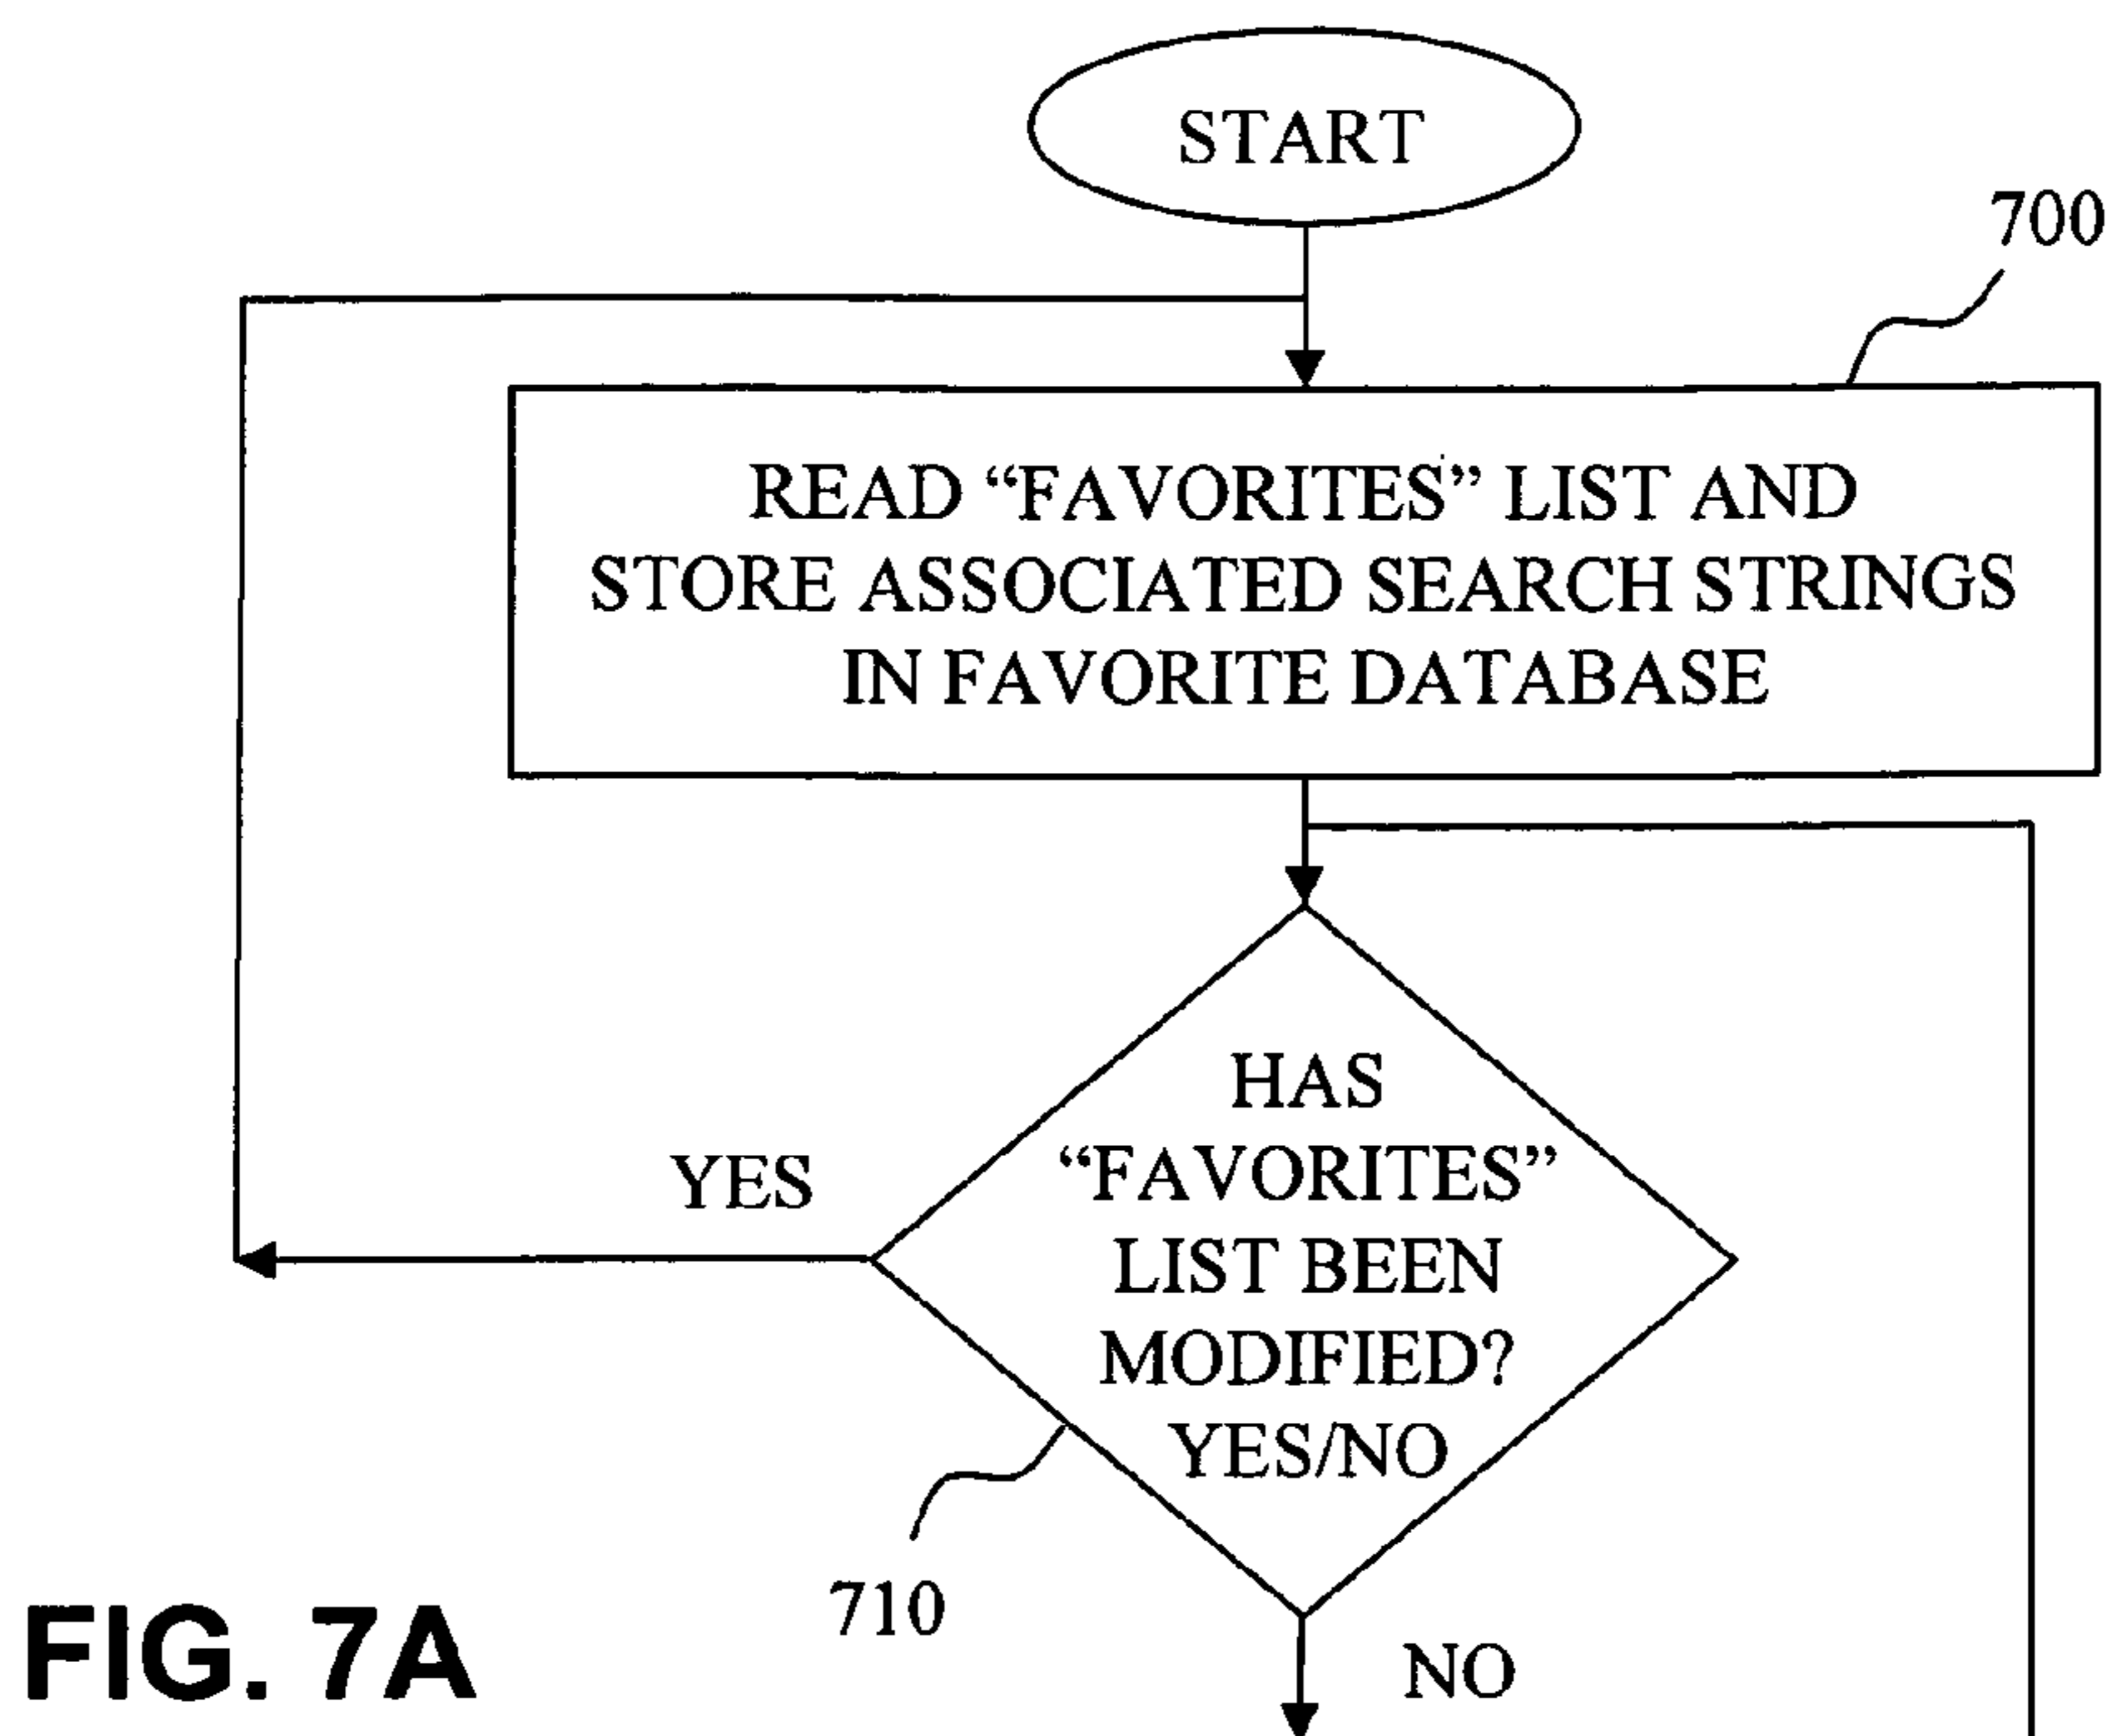 START
700
READ “FAVORITES” LIST AND
STORE ASSOCIATED SEARCH STRINGS
IN FAVORITE DATABASE
HAS
“FAVORITES”
LIST BEEN
MODIFIED?
YES/NO
YES
710
NO
FIG. 7A